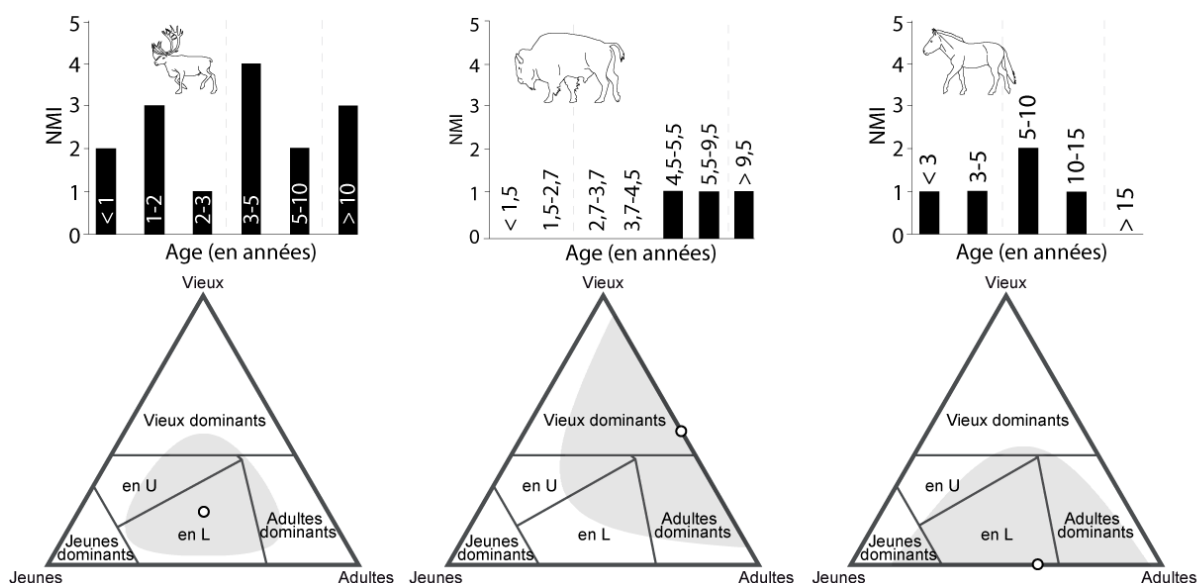 5
4
3
2
1
0
NMI
< 1
1-2
2-3
3-5
5-10
> 10
Age (en années)
5
4
3
2
1
0
NMI
< 1,5
1,5-2,7
2,7-3,7
3,7-4,5
4,5-5,5
5,5-9,5
> 9,5
Age (en années)
5
4
3
2
1
0
NMI
< 3
3-5
5-10
10-15
> 15
Age (en années)
Vieux
Vieux dominants
en U
en L
Jeunes
dominants
Adultes
dominants
Jeunes
Adultes
Vieux
Vieux dominants
en U
en L
Jeunes
dominants
Adultes
dominants
Jeunes
Adultes
Vieux
Vieux dominants
en U
en L
Jeunes
dominants
Adultes
dominants
Jeunes
Adultes